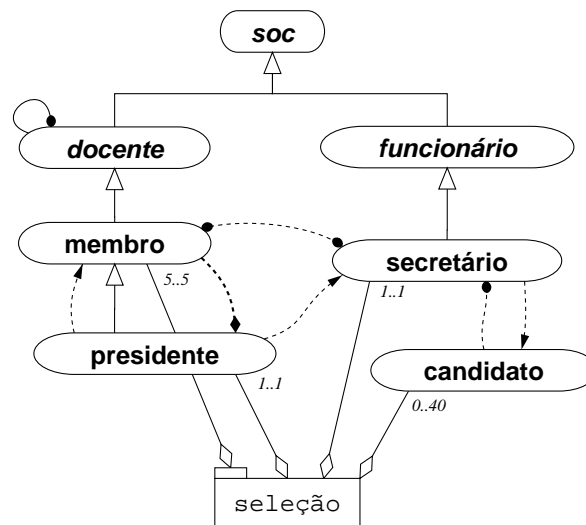 soc
docente
funcionário
membro
secretário
5..5
1..1
presidente
candidato
1..1
0..40
seleção